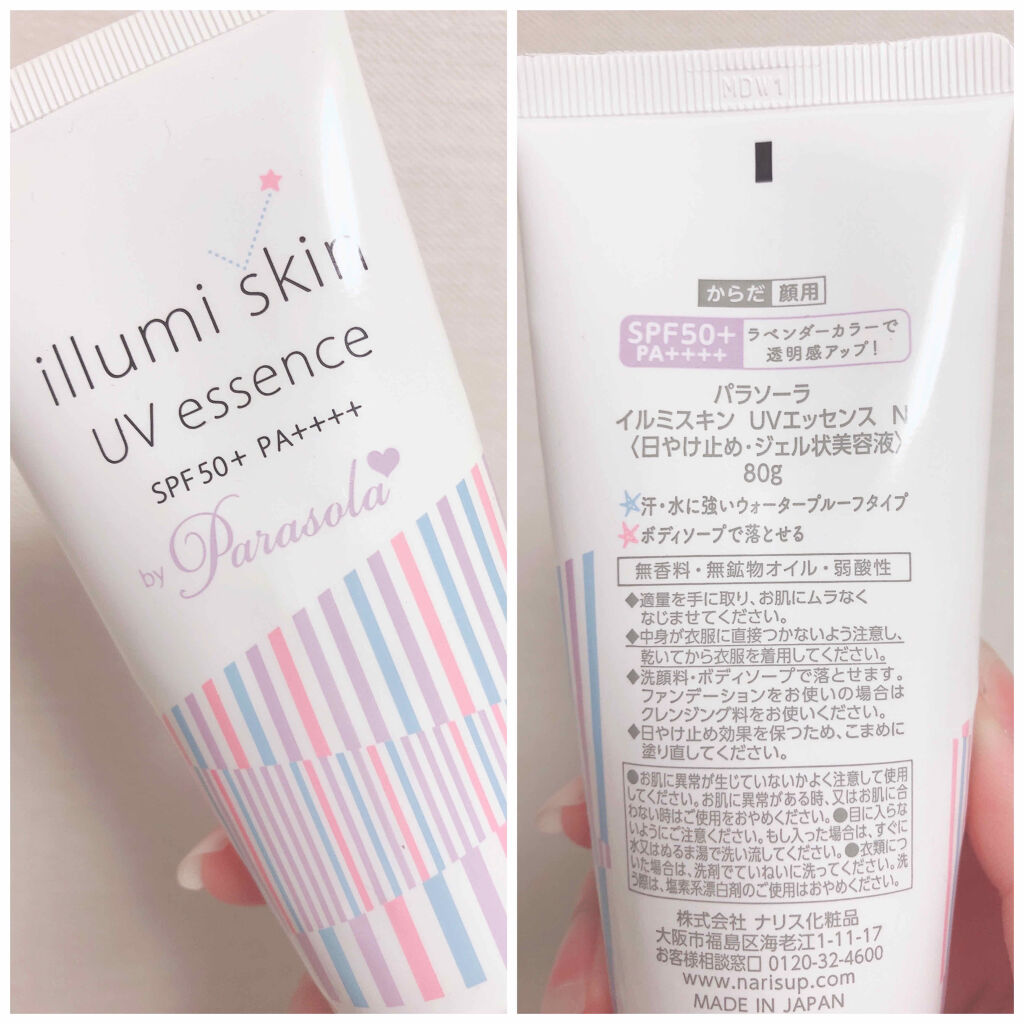 illumi skin
UV essence
SPF50+ PA++++
by Parasola
MDW1
からだ 顔用
SPF50+
PA++++
ラベンダーカラーで
透明感アップ!
パラソーラ
イルミスキン UVエッセンス N
〈日やけ止め・ジェル状美容液〉
80g
汗・水に強いウォータープルーフタイプ
ボディソープで落とせる
無香料・無鉱物オイル・弱酸性
◆適量を手に取り、お肌にムラなく
なじませてください。
◆中身が衣服に直接つかないよう注意し、
乾いてから衣服を着用してください。
◆洗顔料・ボディソープで落とせます。
ファンデーションをお使いの場合は
クレンジング料をお使いください。
◆日やけ止め効果を保つため、こまめに
塗り直してください。
●お肌に異常が生じていないかよく注意して使用
してください。お肌に異常がある時、又はお肌に合
わない時はご使用をおやめください。●目に入らな
いようにご注意ください。もし入った場合は、すぐに
水又はぬるま湯で洗い流してください。●衣類につ
いた場合は、洗剤でていねいに洗ってください。洗
う際は、塩素系漂白剤のご使用はおやめください。
株式会社 ナリス化粧品
大阪市福島区海老江1-11-17
お客様相談窓口 0120-32-4600
www.narisup.com
MADE IN JAPAN